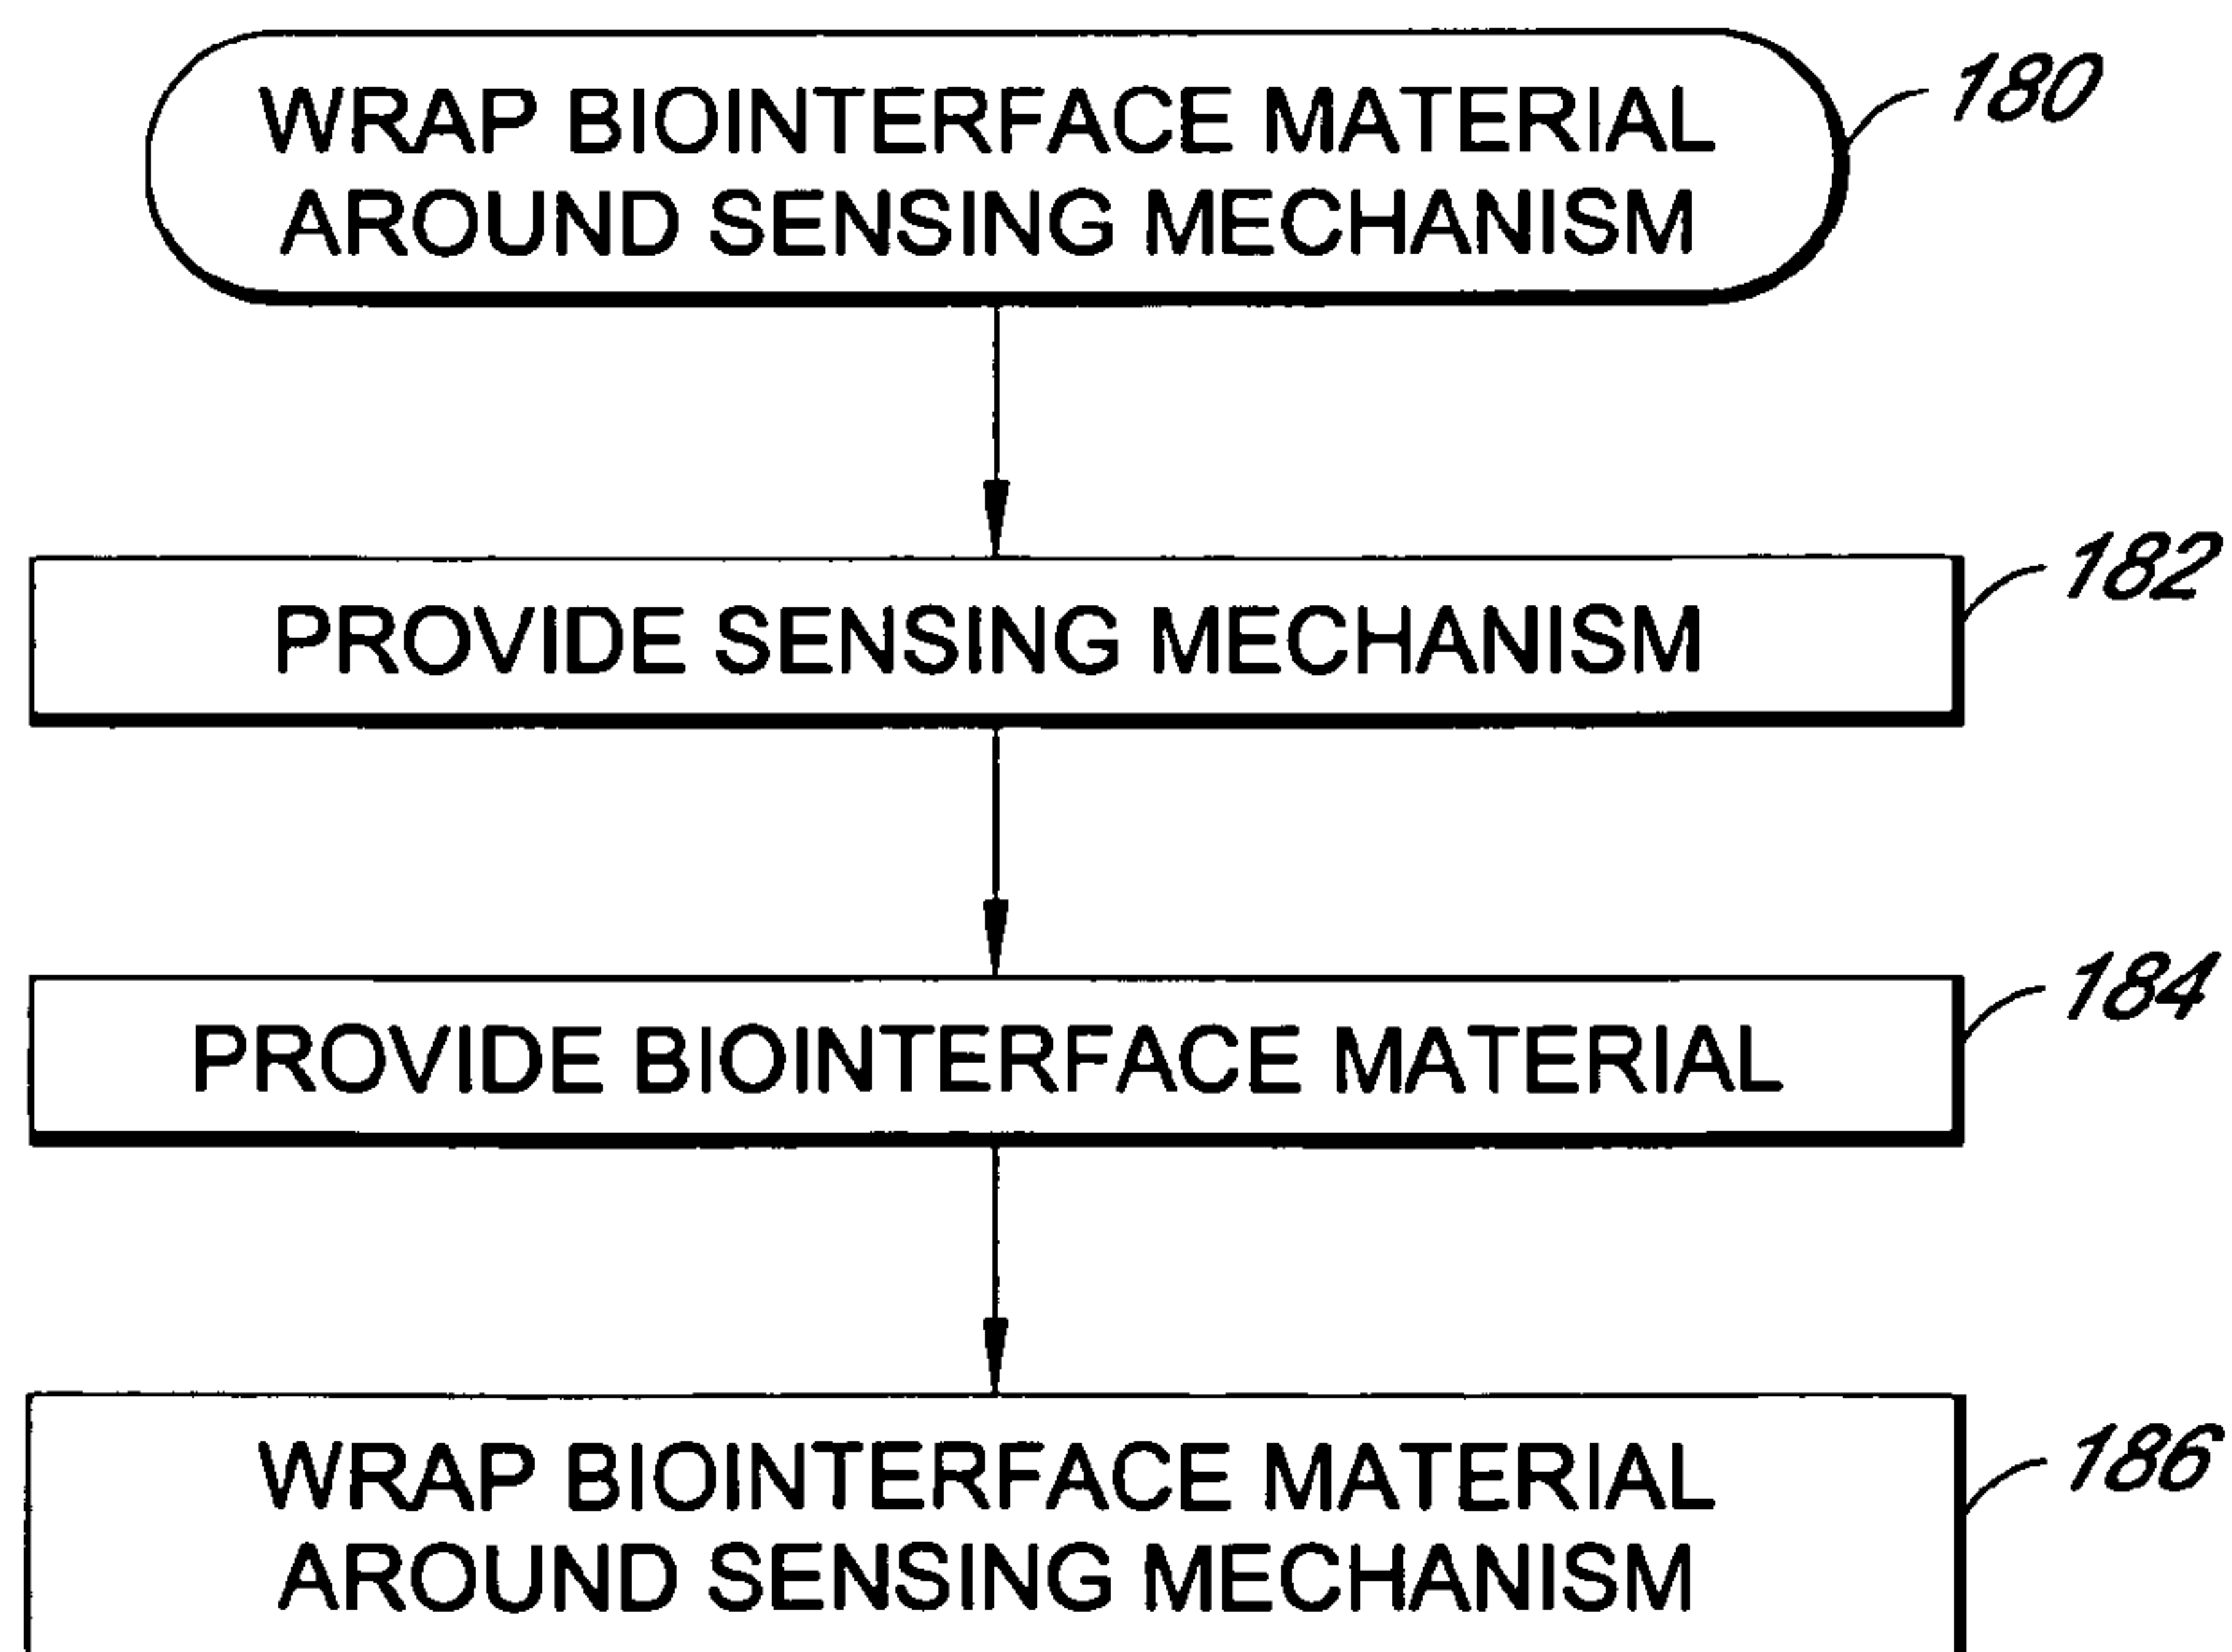 WRAP BIOINTERFACE MATERIAL
AROUND SENSING MECHANISM
180
PROVIDE SENSING MECHANISM
182
PROVIDE BIOINTERFACE MATERIAL
184
WRAP BIOINTERFACE MATERIAL
AROUND SENSING MECHANISM
186